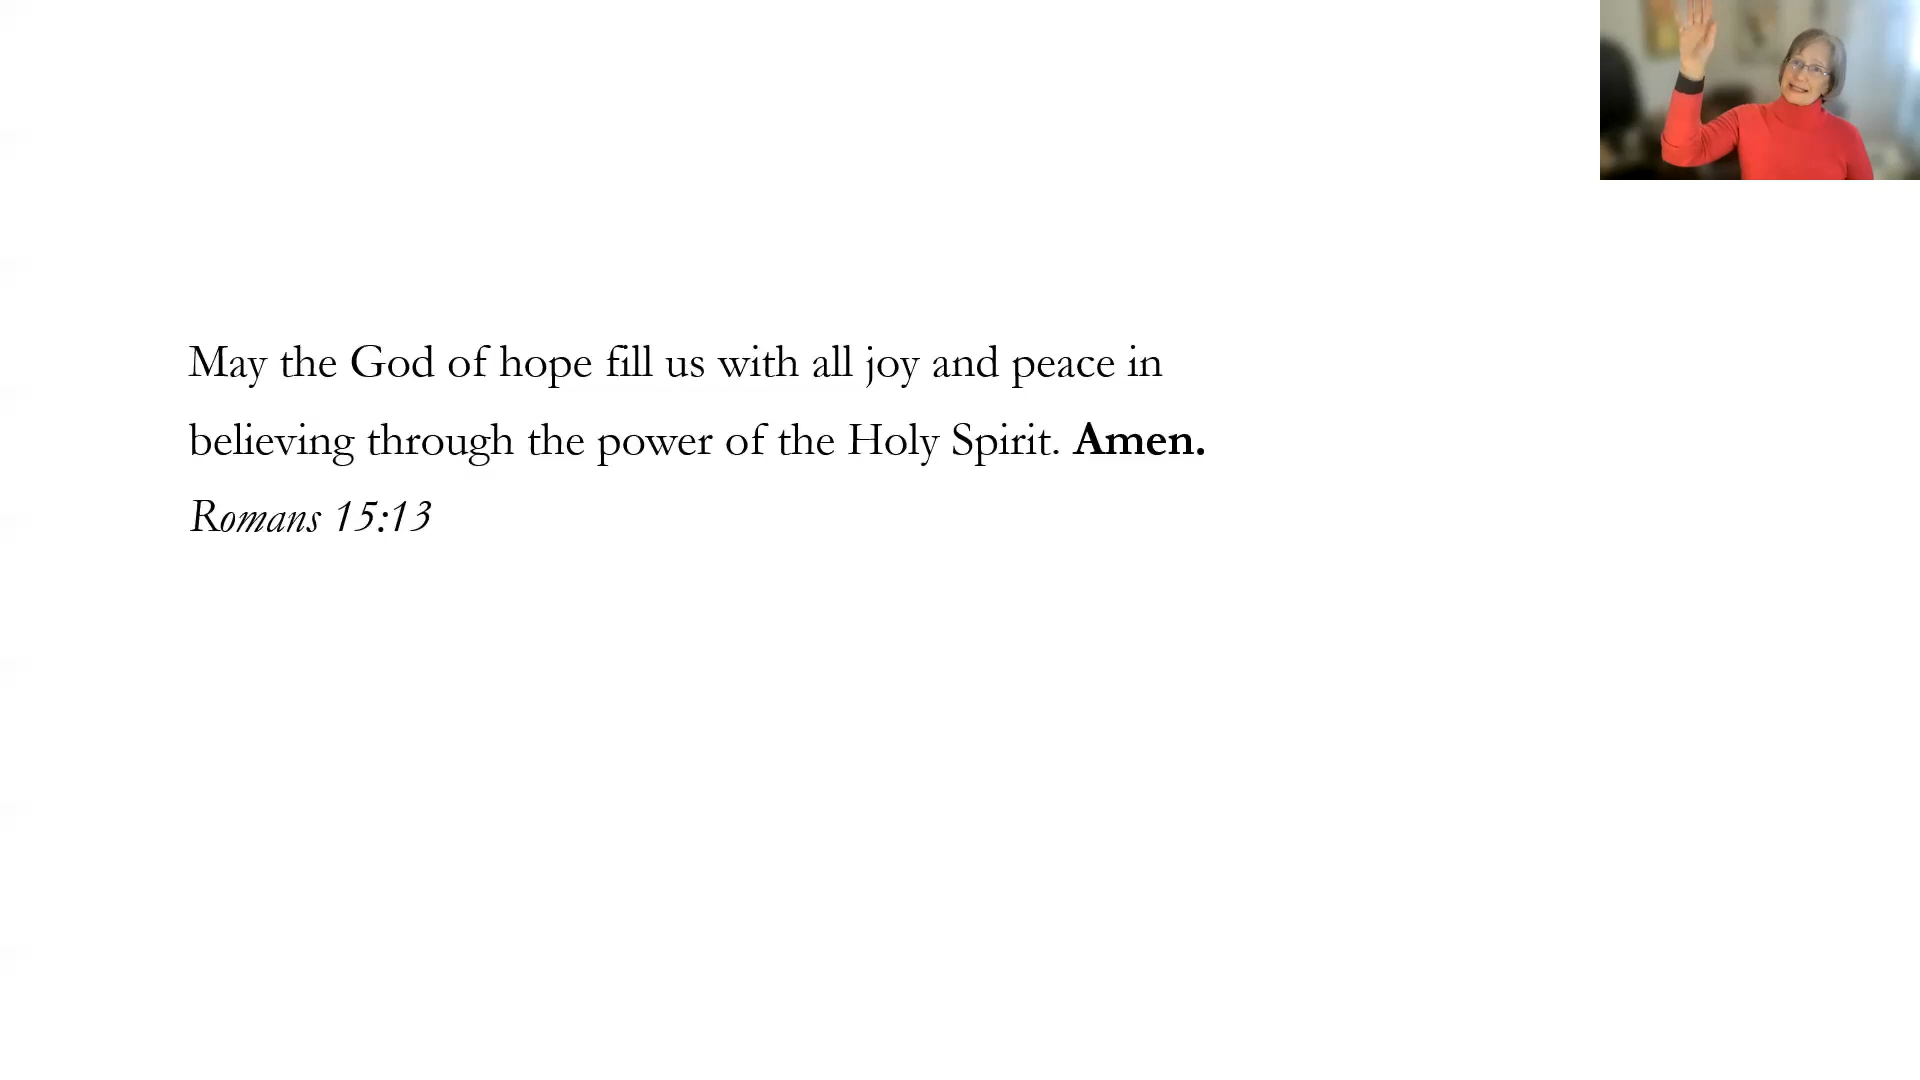 May the God of hope fill us with all joy and peace in
believing through the power of the Holy Spirit. Amen.
Romans 15:13